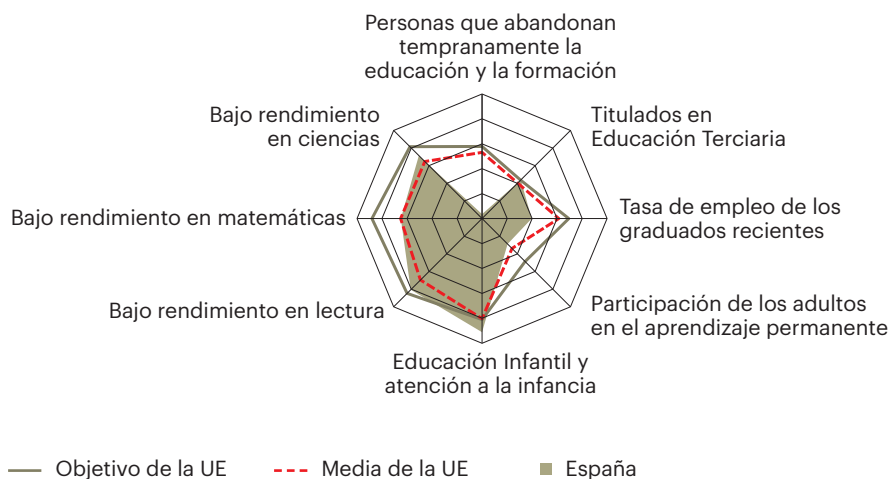 Personas que abandonan
tempranamente la
educación y la formación
Bajo rendimiento
en ciencias
Titulados en
Educación Terciaria
Bajo rendimiento en matemáticas
Tasa de empleo de los
graduados recientes
Bajo rendimiento en lectura
Participación de los adultos
en el aprendizaje permanente
Educación Infantil y
atención a la infancia
Objetivo de la UE
Media de la UE
España